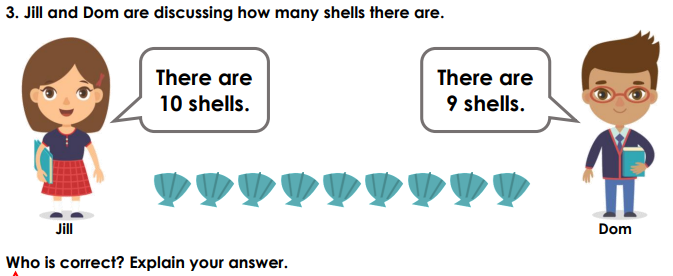 3. Jill and Dom are discussing how many shells there are.
There are
10 shells.
There are
9 shells.
Jill
Dom
Who is correct? Explain your answer.